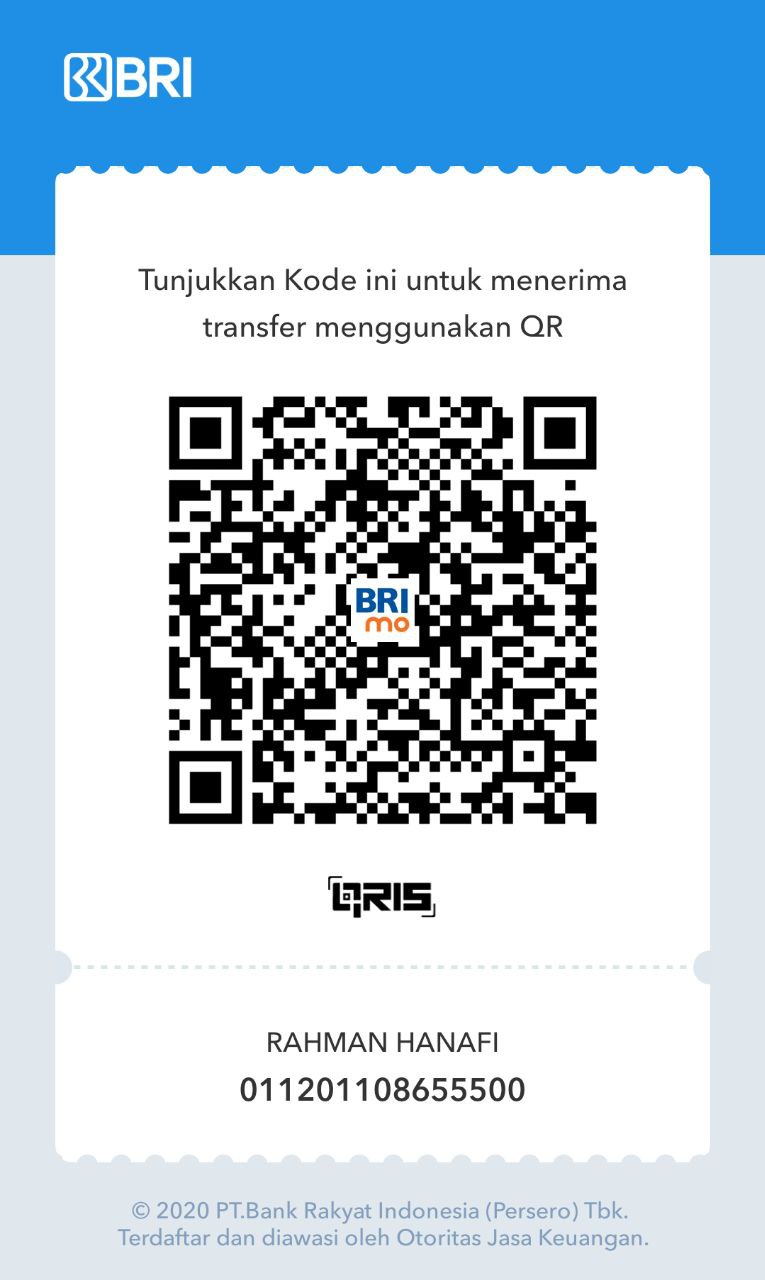 BRI
Tunjukkan Kode ini untuk menerima
transfer menggunakan QR
BRI
mo
QRIS
RAHMAN HANAFI
011201108655500
© 2020 PT.Bank Rakyat Indonesia (Persero) Tbk.
Terdaftar dan diawasi oleh Otoritas Jasa Keuangan.